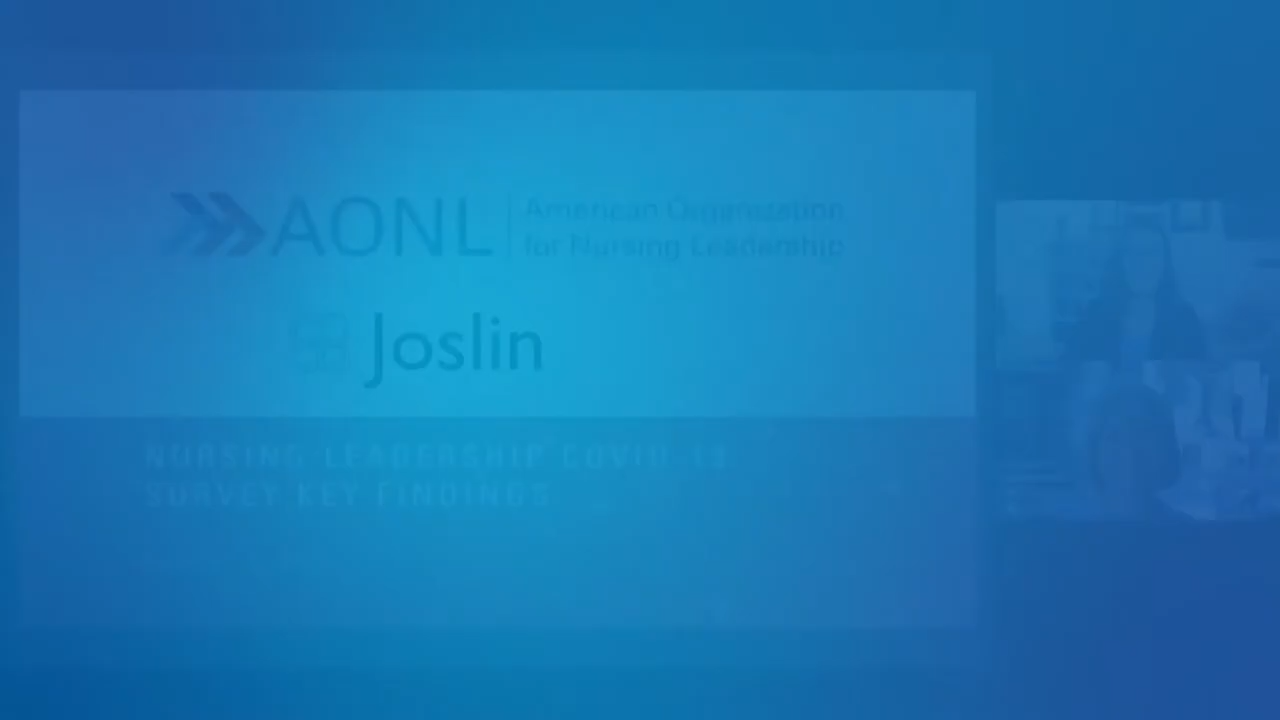 AONL
American Organization
for Nursing Leadership
Joslin
NURSING LEADERSHIP COVID-19
SURVEY KEY FINDINGS